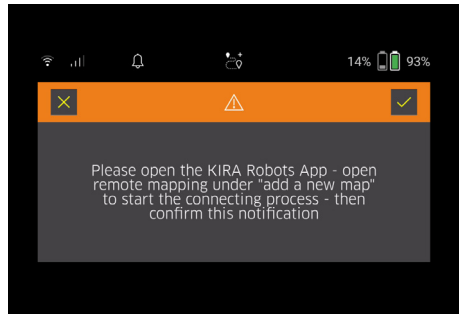 14% 93%
Please open the KIRA Robots App - open
remote mapping under "add a new map"
to start the connecting process - then
confirm this notification